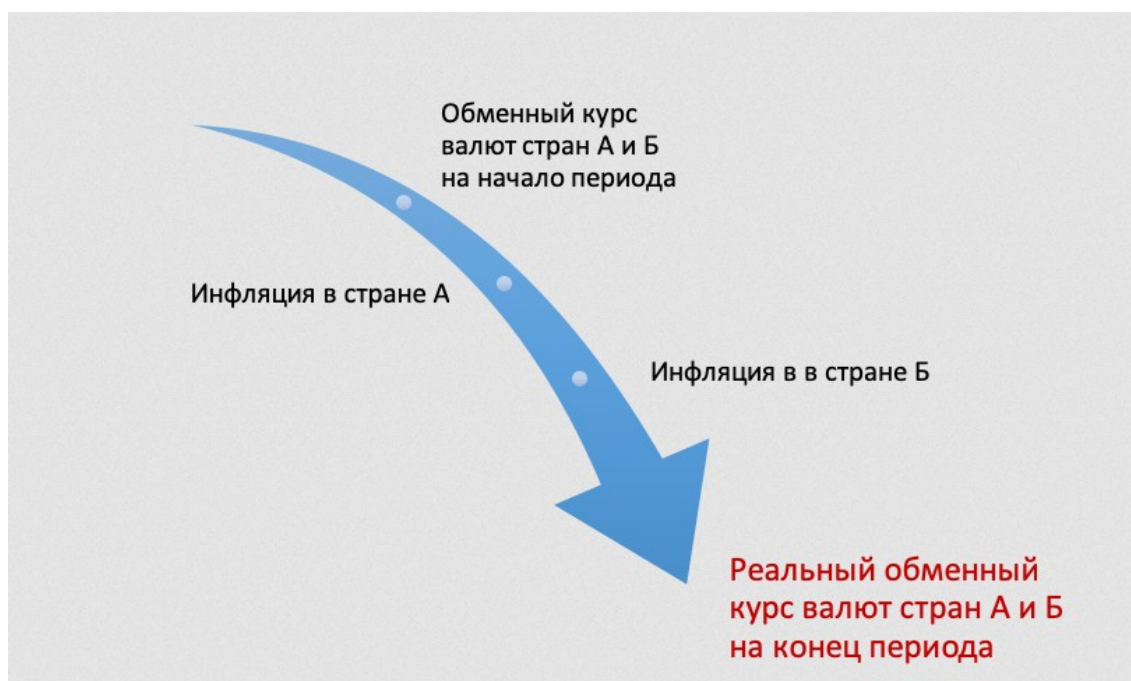 Обменный курс
валют стран А и Б
на начало периода
Инфляция в стране А
Инфляция в в стране Б
Реальный обменный
курс валют стран А и Б
на конец периода